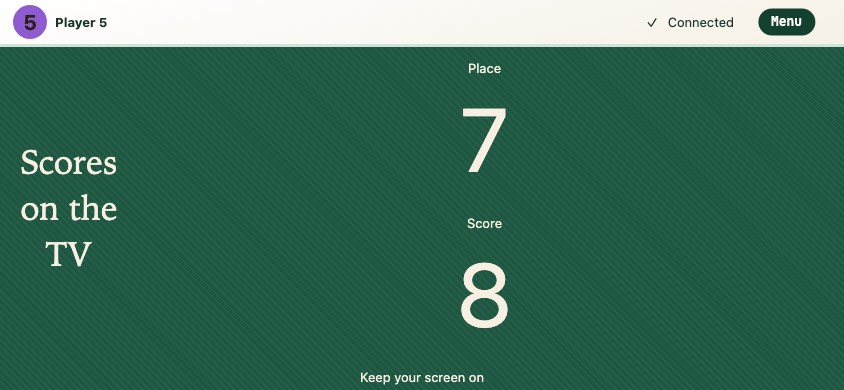 5
Player 5
✓ Connected
Menu
Scores
on the
TV
Place
7
Score
8
Keep your screen on